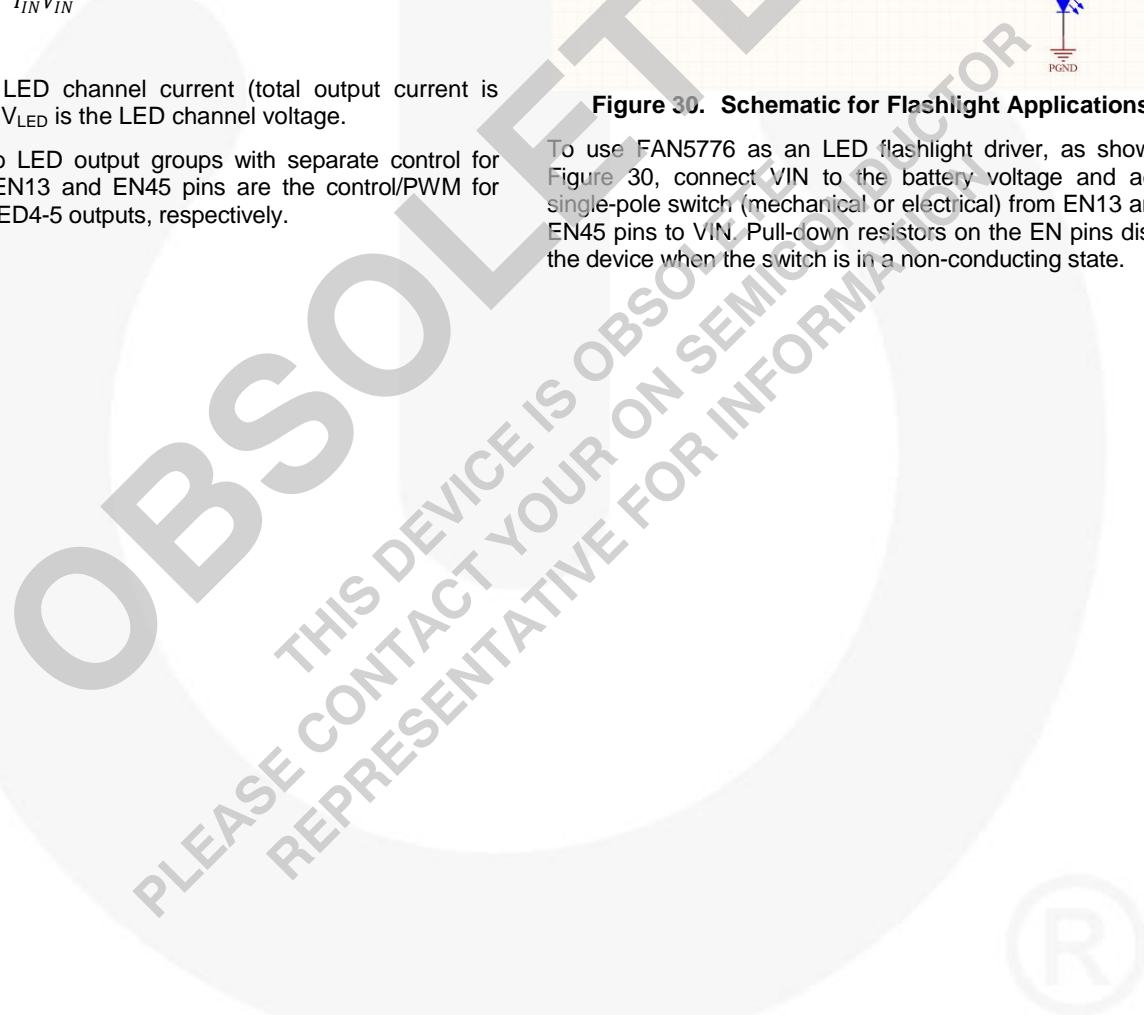 I_IN V_IN
LED channel current (total output current is
V_LED is the LED channel voltage.
LED output groups with separate control for
EN13 and EN45 pins are the control/PWM for
ED4-5 outputs, respectively.
PGND
Figure 30. Schematic for Flashlight Applications
To use FAN5776 as an LED flashlight driver, as show
Figure 30, connect VIN to the battery voltage and a
single-pole switch (mechanical or electrical) from EN13 a
EN45 pins to VIN. Pull-down resistors on the EN pins dis
the device when the switch is in a non-conducting state.
OBSOLETE
THIS DEVICE IS OBSOLETE
PLEASE CONTACT YOUR ON SEMICONDUCTOR
REPRESENTATIVE FOR INFORMATION
®